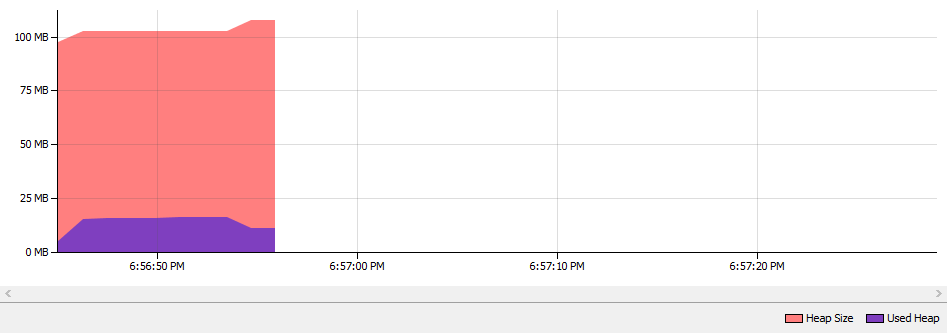 100 MB
75 MB
50 MB
25 MB
0 MB
6:56:50 PM 6:57:00 PM 6:57:10 PM 6:57:20 PM
Heap Size Used Heap